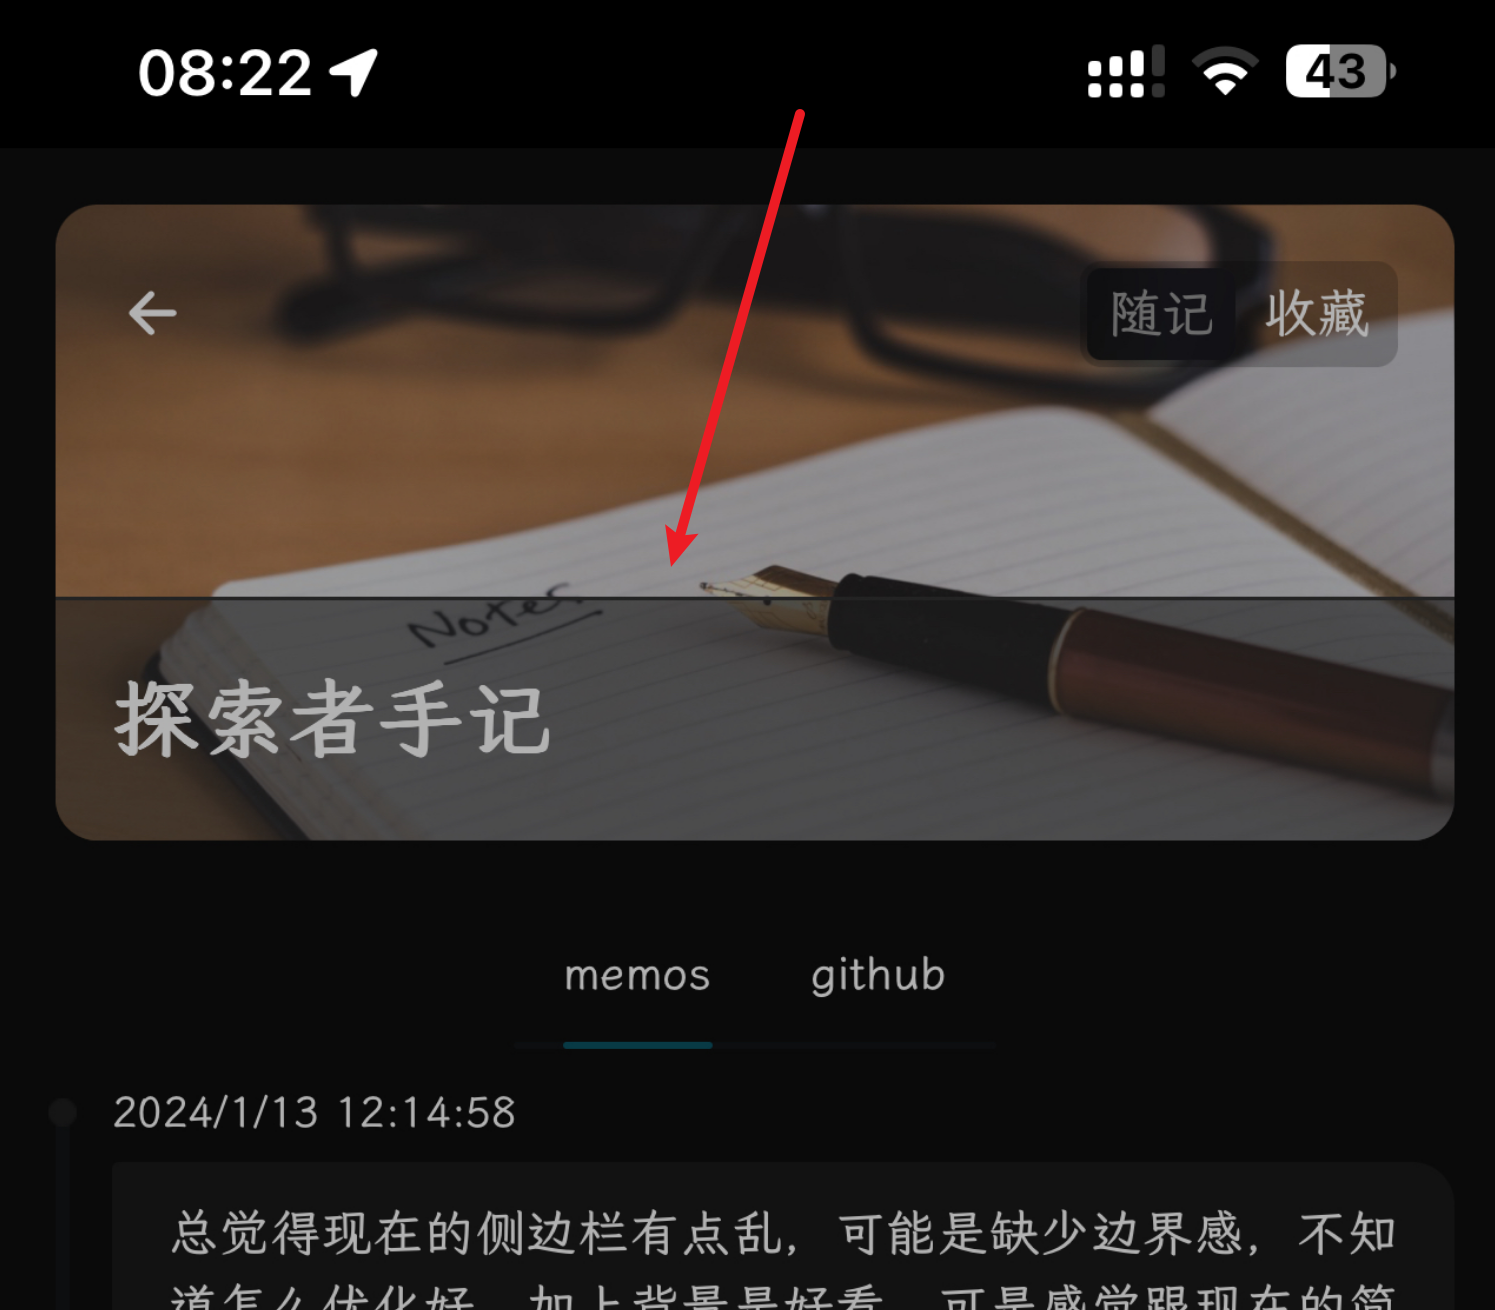 08:22
43
随记 收藏
Notes
探索者手记
memos github
2024/1/13 12:14:58
总觉得现在的侧边栏有点乱，可能是缺少边界感，不知
道怎么优化好，加上背景是好看，可是感觉跟现在的简